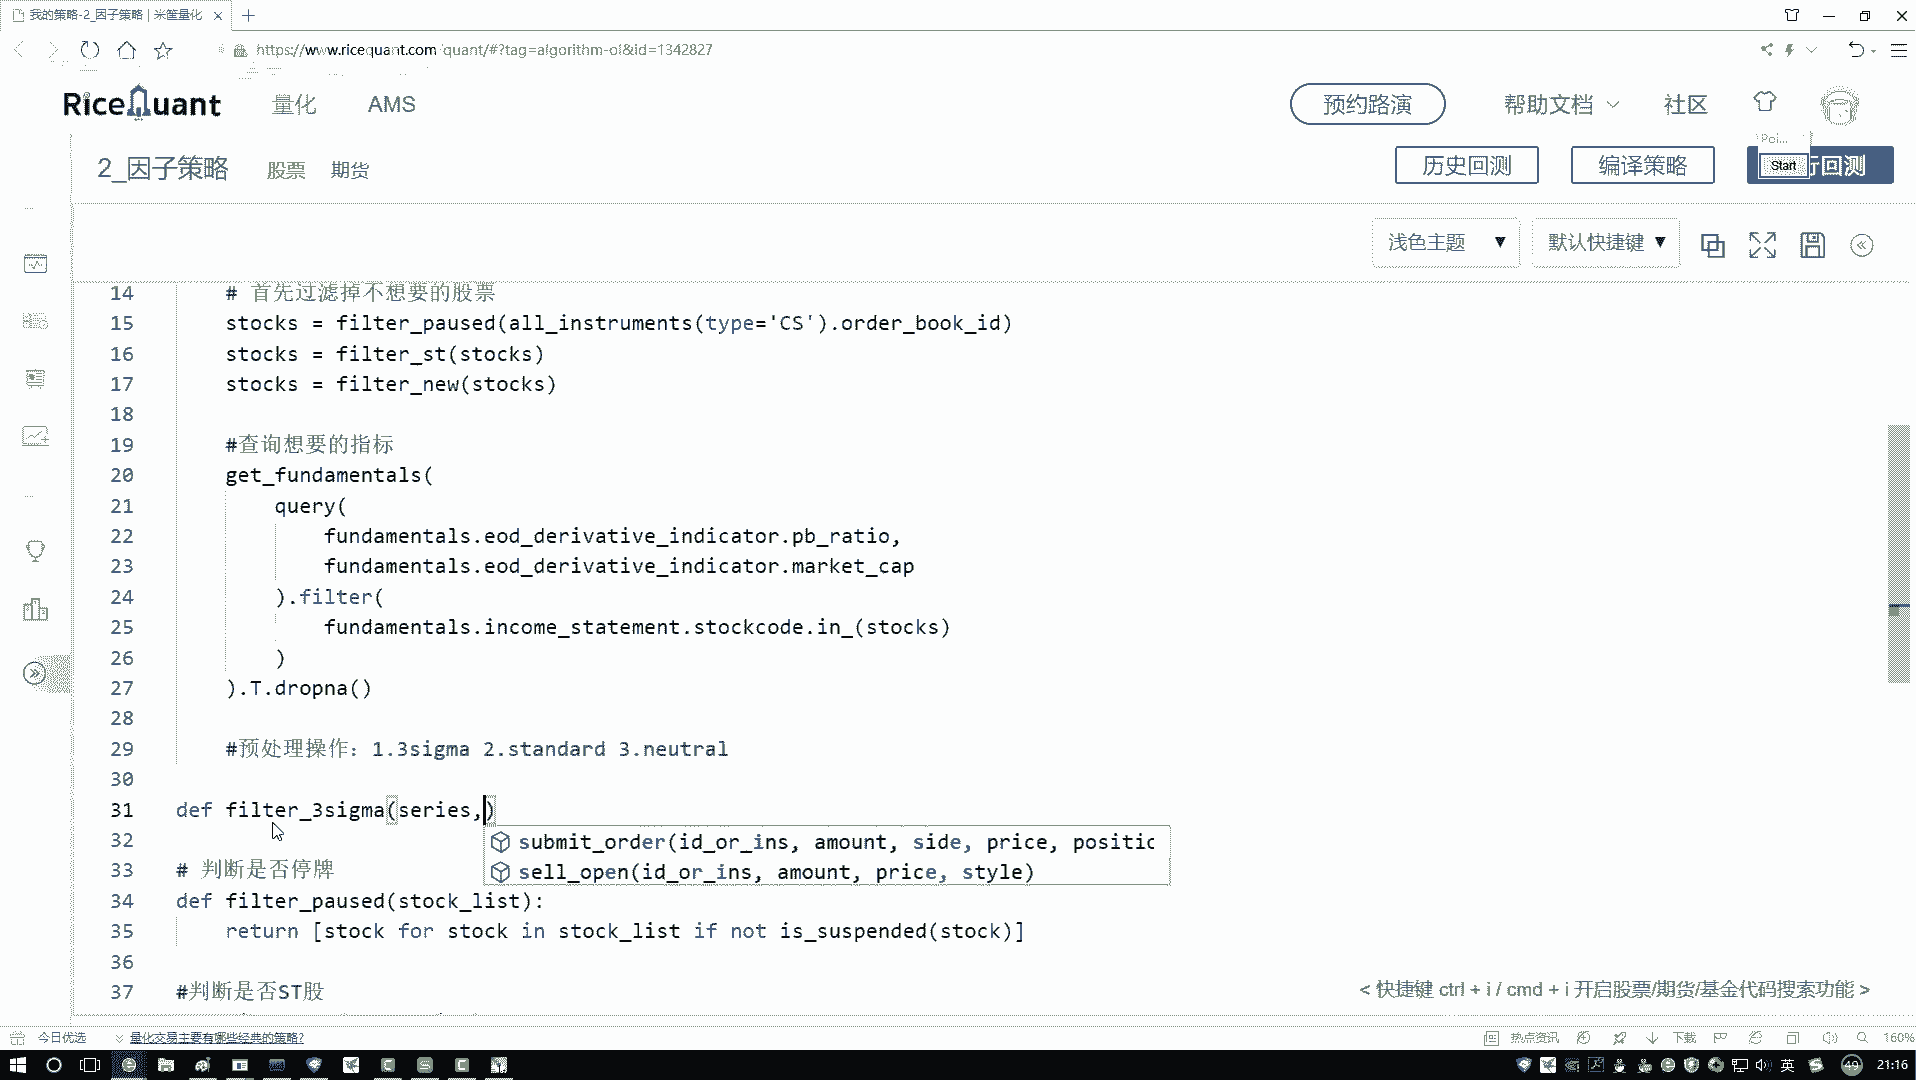 我的策略-2_因子策略 | 米筐量化
https://www.ricequant.com/quant/#?tag=algorithm-ol&id=1342827
RiceQuant 量化 AMS 预约路演 帮助文档 社区
Poi...
2_因子策略 股票 期货 历史回测 编译策略 Start 行回测
浅色主题 ▼ 默认快捷键 ▼
14 # 首先过滤掉不想要的股票
15 stocks = filter_paused(all_instruments(type='CS').order_book_id)
16 stocks = filter_st(stocks)
17 stocks = filter_new(stocks)
18
19 #查询想要的指标
20 get_fundamentals(
21 query(
22 fundamentals.eod_derivative_indicator.pb_ratio,
23 fundamentals.eod_derivative_indicator.market_cap
24 ).filter(
25 fundamentals.income_statement.stockcode.in_(stocks)
26 )
27 ).T.dropna()
28
29 #预处理操作：1.3sigma 2.standard 3.neutral
30
31 def filter_3sigma(series,)
submit_order(id_or_ins, amount, side, price, positic
sell_open(id_or_ins, amount, price, style)
32
33 # 判断是否停牌
34 def filter_paused(stock_list):
35 return [stock for stock in stock_list if not is_suspended(stock)]
36
37 #判断是否ST股
< 快捷键 ctrl + i / cmd + i 开启股票/期货/基金代码搜索功能 >
今日优选 量化交易主要有哪些经典的策略? 热点资讯 下载 160%
英 49 21:16